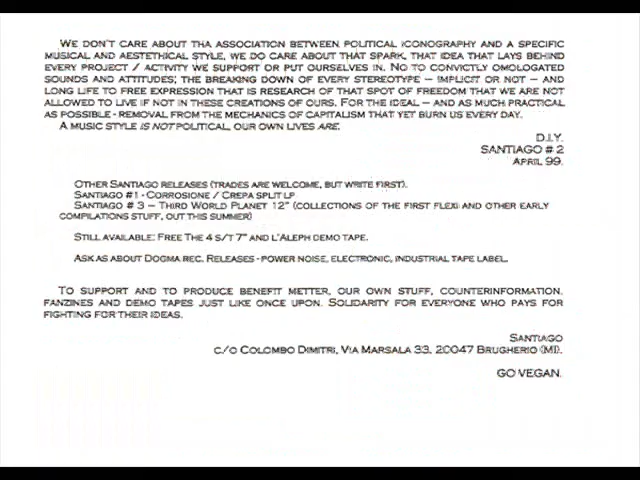 WE DON'T CARE ABOUT THA ASSOCIATION BETWEEN POLITICAL ICONOGRAPHY AND A SPECIFIC
MUSICAL AND AESTETHICAL STYLE, WE DO CARE ABOUT THAT SPARK, THAT IDEA THAT LAYS BEHIND
EVERY PROJECT / ACTIVITY WE SUPPORT OR PUT OURSELVES IN. NO TO CONVICTLY OMOLOGATED
SOUNDS AND ATTITUDES; THE BREAKING DOWN OF EVERY STEREOTYPE – IMPLICIT OR NOT – AND
LONG LIFE TO FREE EXPRESSION THAT IS RESEARCH OF THAT SPOT OF FREEDOM THAT WE ARE NOT
ALLOWED TO LIVE IF NOT IN THESE CREATIONS OF OURS. FOR THE IDEAL – AND AS MUCH PRACTICAL
AS POSSIBLE - REMOVAL FROM THE MECHANICS OF CAPITALISM THAT YET BURN US EVERY DAY.
A MUSIC STYLE IS NOT POLITICAL, OUR OWN LIVES ARE.
D.I.Y.
SANTIAGO # 2
APRIL 99.
OTHER SANTIAGO RELEASES (TRADES ARE WELCOME, BUT WRITE FIRST).
SANTIAGO #1 - CORROSIONE / CREPA SPLIT LP
SANTIAGO # 3 – THIRD WORLD PLANET 12" (COLLECTIONS OF THE FIRST FLEXI AND OTHER EARLY
COMPILATIONS STUFF, OUT THIS SUMMER)
STILL AVAILABLE: FREE THE 4 S/T 7" AND L'ALEPH DEMO TAPE.
ASK AS ABOUT DOGMA REC. RELEASES - POWER NOISE, ELECTRONIC, INDUSTRIAL TAPE LABEL.
TO SUPPORT AND TO PRODUCE BENEFIT METTER, OUR OWN STUFF, COUNTERINFORMATION,
FANZINES AND DEMO TAPES JUST LIKE ONCE UPON. SOLIDARITY FOR EVERYONE WHO PAYS FOR
FIGHTING FOR THEIR IDEAS.
SANTIAGO
C/O COLOMBO DIMITRI, VIA MARSALA 33, 20047 BRUGHERIO (MI).
GO VEGAN.